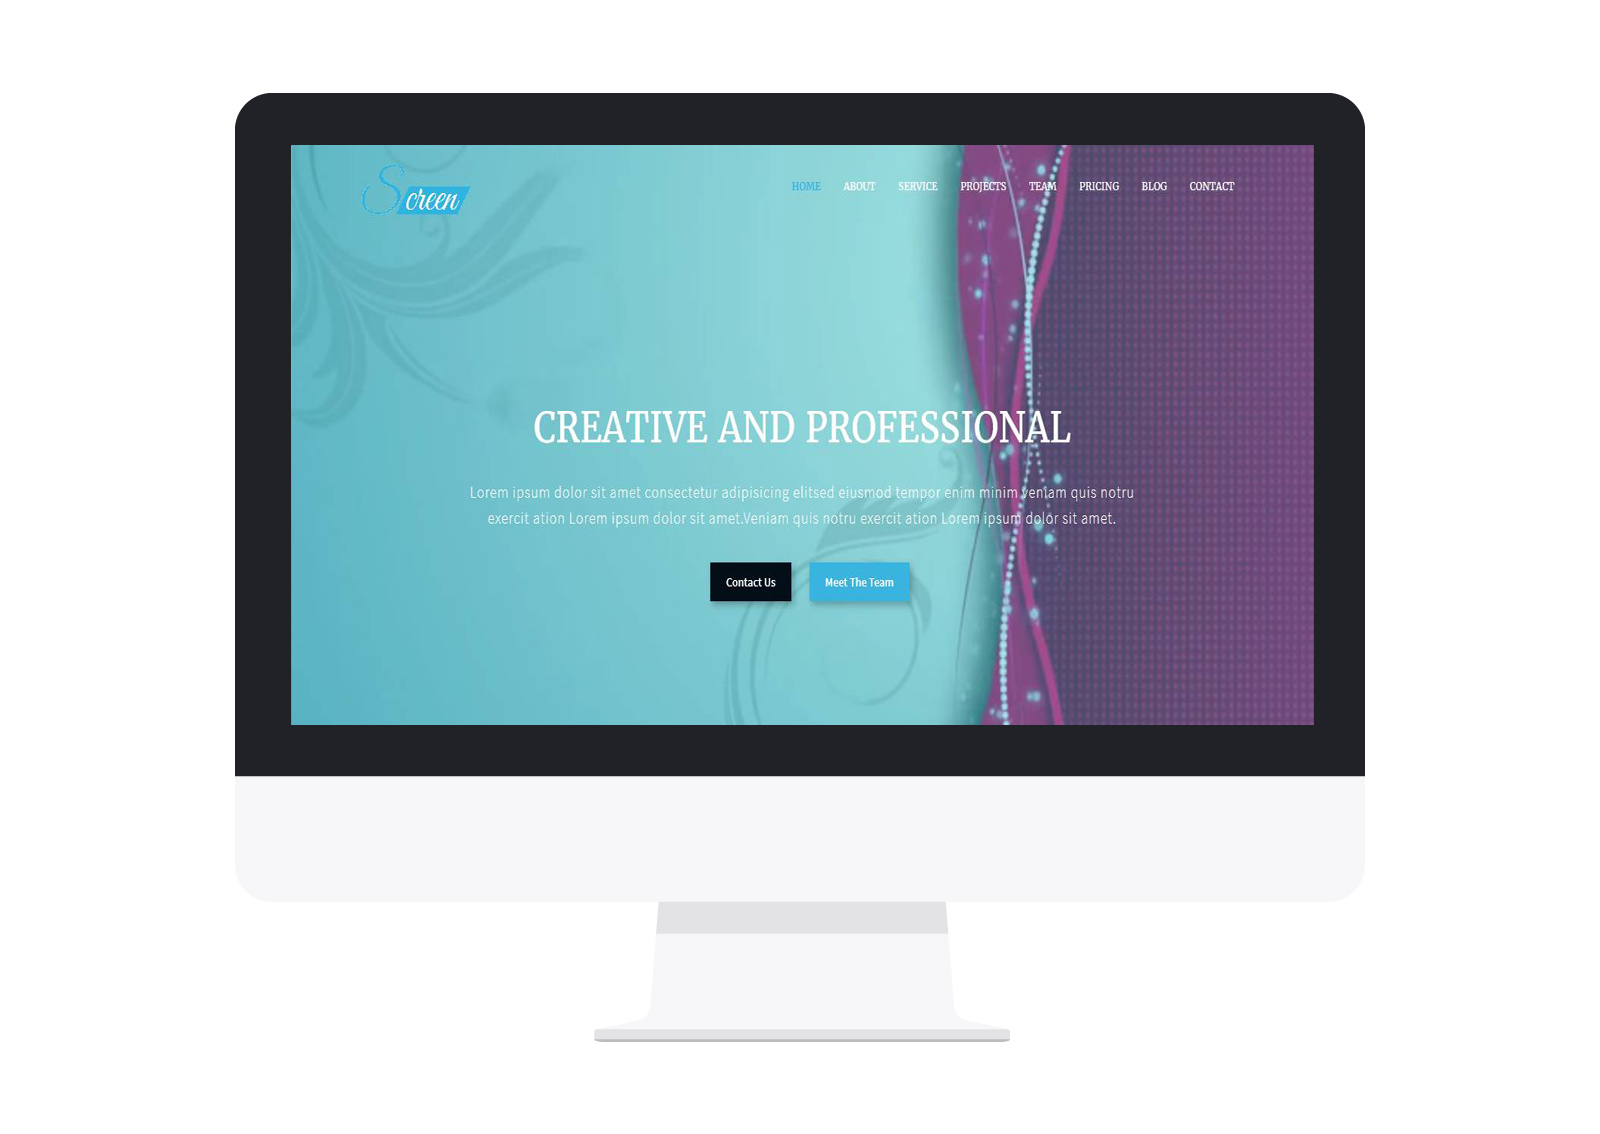 Screen
HOME ABOUT SERVICE PROJECTS TEAM PRICING BLOG CONTACT
CREATIVE AND PROFESSIONAL
Lorem ipsum dolor sit amet consectetur adipisicing elitsed eiusmod tempor enim minim veniam quis notru
exercit ation Lorem ipsum dolor sit amet.Veniam quis notru exercit ation Lorem ipsum dolor sit amet.
Contact Us Meet The Team